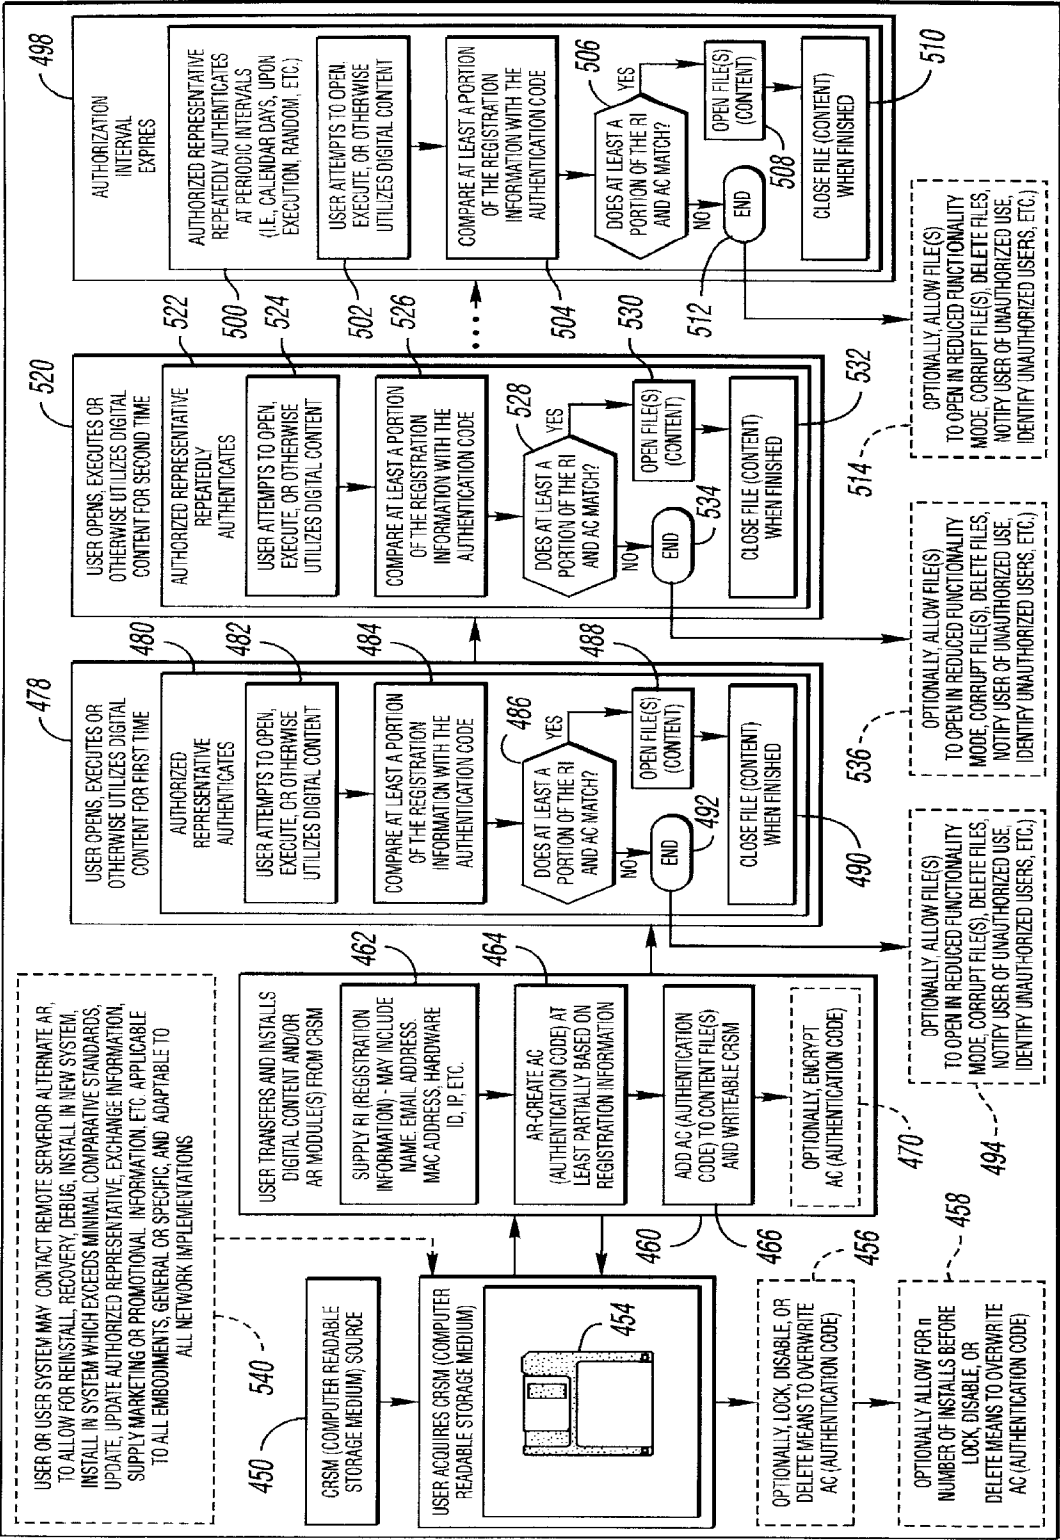 USER OR USER SYSTEM MAY CONTACT REMOTE SERVEROR ALTERNATE AR,
TO ALLOW FOR REINSTALL, RECOVERY, DEBUG, INSTALL IN NEW SYSTEM,
INSTALL IN SYSTEM WHICH EXCEEDS MINIMAL COMPARATIVE STANDARDS,
UPDATE, UPDATE AUTHORIZED REPRESENTATIVE, EXCHANGE INFORMATION,
SUPPLY MARKETING OR PROMOTIONAL INFORMATION, ETC. APPLICABLE
TO ALL EMBODIMENTS, GENERAL OR SPECIFIC, AND ADAPTABLE TO
ALL NETWORK IMPLEMENTATIONS
540
450
CRSM (COMPUTER READABLE
STORAGE MEDIUM) SOURCE
USER ACQUIRES CRSM (COMPUTER
READABLE STORAGE MEDIUM)
454
OPTIONALLY, LOCK, DISABLE, OR
DELETE MEANS TO OVERWRITE
AC (AUTHENTICATION CODE)
456
OPTIONALLY ALLOW FOR n
NUMBER OF INSTALLS BEFORE
LOCK, DISABLE, OR
DELETE MEANS TO OVERWRITE
AC (AUTHENTICATION CODE)
458
USER TRANSFERS AND INSTALLS
DIGITAL CONTENT AND/OR
AR MODULE(S) FROM CRSM
460
SUPPLY RI (REGISTRATION
INFORMATION) - MAY INCLUDE
NAME. EMAIL ADDRESS.
MAC ADDRESS. HARDWARE
ID, IP, ETC.
462
AR-CREATE AC
(AUTHENTICATION CODE) AT
LEAST PARTIALLY BASED ON
REGISTRATION INFORMATION
464
ADD AC (AUTHENTICATION
CODE) TO CONTENT FILE(S)
AND WRITEABLE CRSM
466
OPTIONALLY, ENCRYPT
AC (AUTHENTICATION CODE)
470
478
USER OPENS, EXECUTES OR
OTHERWISE UTILIZES DIGITAL
CONTENT FOR FIRST TIME
480
AUTHORIZED
REPRESENTATIVE
AUTHENTICATES
482
USER ATTEMPTS TO OPEN,
EXECUTE, OR OTHERWISE
UTILIZES DIGITAL CONTENT
484
COMPARE AT LEAST A PORTION
OF THE REGISTRATION
INFORMATION WITH THE
AUTHENTICATION CODE
486
DOES AT LEAST A
PORTION OF THE RI
AND AC MATCH?
YES
NO
488
OPEN FILE(S)
(CONTENT)
END
492
CLOSE FILE (CONTENT)
WHEN FINISHED
490
OPTIONALLY, ALLOW FILE(S)
TO OPEN IN REDUCED FUNCTIONALITY
MODE, CORRUPT FILE(S), DELETE FILES,
NOTIFY USER OF UNAUTHORIZED USE,
IDENTIFY UNAUTHORIZED USERS, ETC.)
494
520
USER OPENS, EXECUTES OR
OTHERWISE UTILIZES DIGITAL
CONTENT FOR SECOND TIME
522
AUTHORIZED REPRESENTATIVE
REPEATEDLY
AUTHENTICATES
524
USER ATTEMPTS TO OPEN,
EXECUTE, OR OTHERWISE
UTILIZES DIGITAL CONTENT
526
COMPARE AT LEAST A PORTION
OF THE REGISTRATION
INFORMATION WITH THE
AUTHENTICATION CODE
528
DOES AT LEAST A
PORTION OF THE RI
AND AC MATCH?
YES
NO
530
OPEN FILE(S)
(CONTENT)
END
534
CLOSE FILE (CONTENT)
WHEN FINISHED
532
OPTIONALLY, ALLOW FILE(S)
TO OPEN IN REDUCED FUNCTIONALITY
MODE, CORRUPT FILE(S), DELETE FILES,
NOTIFY USER OF UNAUTHORIZED USE,
IDENTIFY UNAUTHORIZED USERS, ETC.)
536
498
AUTHORIZATION
INTERVAL
EXPIRES
500
AUTHORIZED REPRESENTATIVE
REPEATEDLY AUTHENTICATES
AT PERIODIC INTERVALS
(I.E., CALENDAR DAYS, UPON
EXECUTION, RANDOM, ETC.)
502
USER ATTEMPTS TO OPEN.
EXECUTE, OR OTHERWISE
UTILIZES DIGITAL CONTENT
504
COMPARE AT LEAST A PORTION
OF THE REGISTRATION
INFORMATION WITH THE
AUTHENTICATION CODE
506
DOES AT LEAST A
PORTION OF THE RI
AND AC MATCH?
YES
NO
508
OPEN FILE(S)
(CONTENT)
END
512
CLOSE FILE (CONTENT)
WHEN FINISHED
510
OPTIONALLY, ALLOW FILE(S)
TO OPEN IN REDUCED FUNCTIONALITY
MODE, CORRUPT FILE(S), DELETE FILES,
NOTIFY USER OF UNAUTHORIZED USE,
IDENTIFY UNAUTHORIZED USERS, ETC.)
514